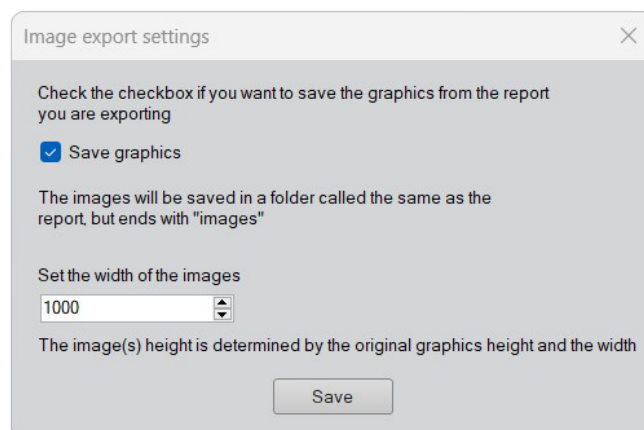 Image export settings
Check the checkbox if you want to save the graphics from the report
you are exporting
Save graphics
The images will be saved in a folder called the same as the
report, but ends with "images"
Set the width of the images
1000
The image(s) height is determined by the original graphics height and the width
Save